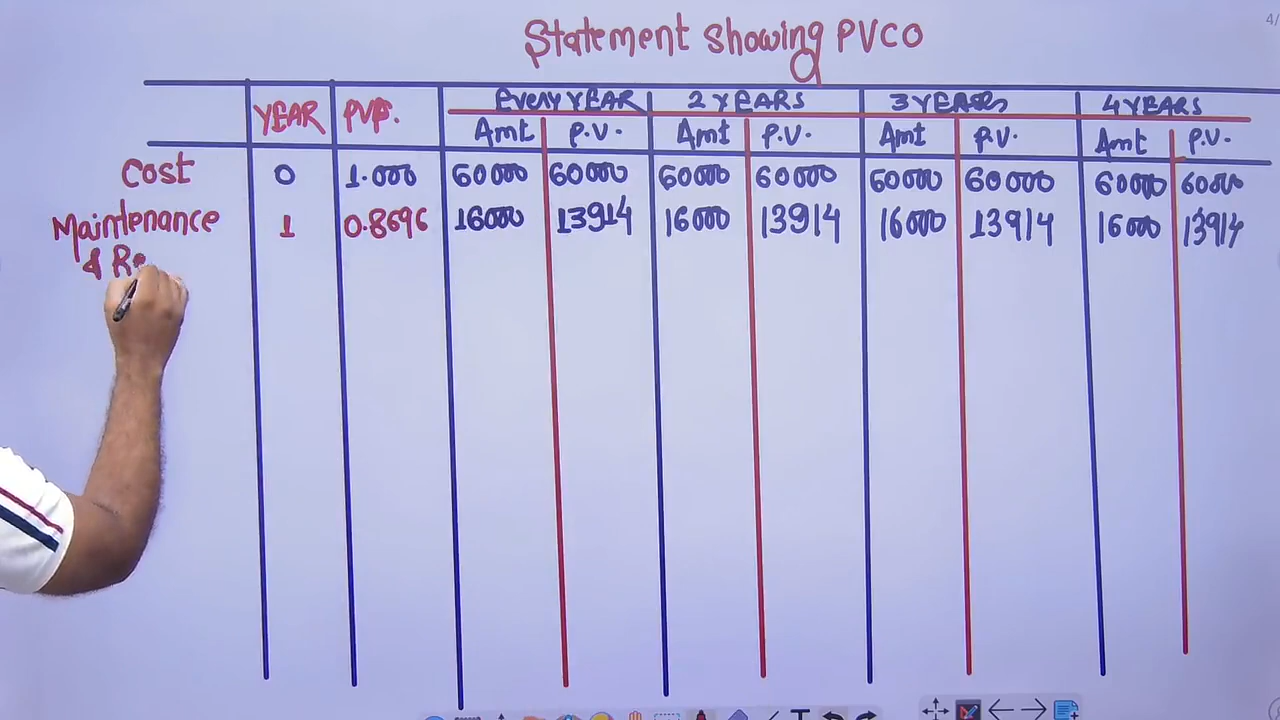 4/
Statement Showing PVCO
YEAR PVF. Every YEAR 2 YEARS 3 YEARS 4 YEARS
Amt P.V. Amt P.V. Amt P.V. Amt P.V.
Cost 0 1.000 60000 60000 60000 60000 60000 60000 60000 60000
Maintenance 1 0.8696 16000 13914 16000 13914 16000 13914 16000 13914
& Re